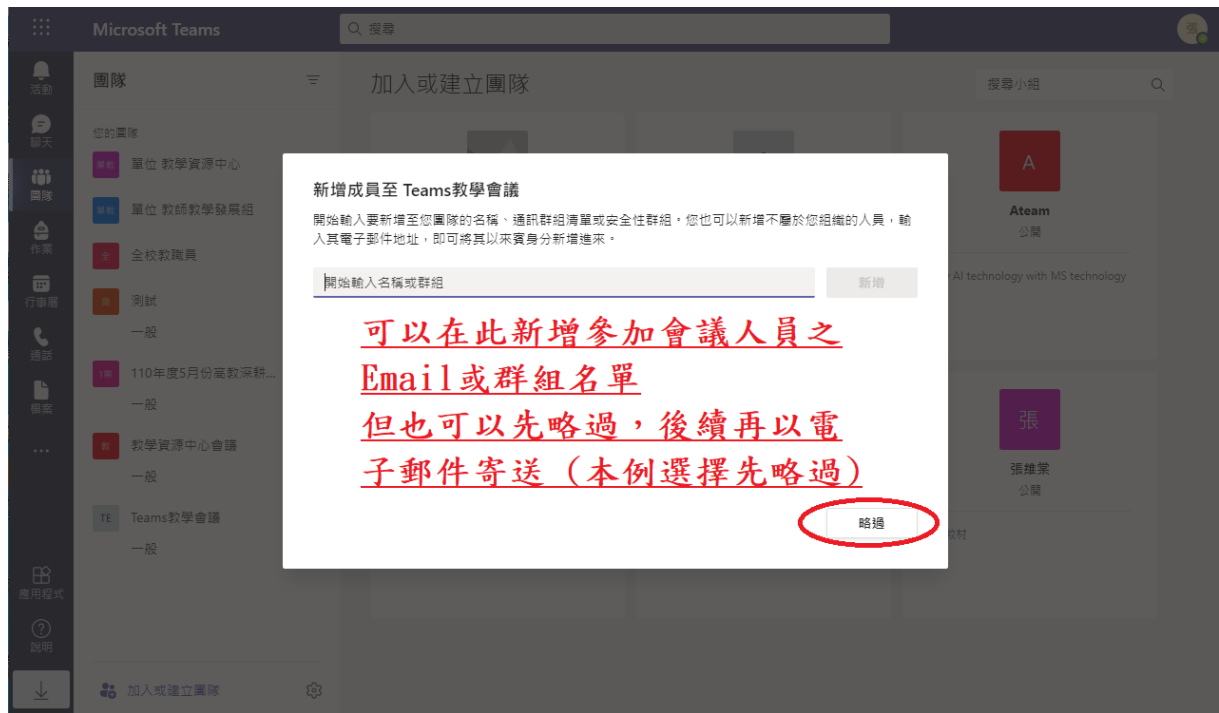 Microsoft Teams
搜尋
張
活動
聊天
團隊
作業
行事曆
通話
檔案
...
應用程式
說明
團隊
您的團隊
單教 單位 教學資源中心
單教 單位 教師教學發展組
全 全校教職員
測試
一般
110年度5月份高教深耕...
一般
教 教學資源中心會議
一般
TE Teams教學會議
一般
加入或建立團隊
加入或建立團隊
搜尋小組
A
Ateam
公開
AI technology with MS technology
張
張維棠
公開
教材
新增成員至 Teams教學會議
開始輸入要新增至您團隊的名稱、通訊群組清單或安全性群組。您也可以新增不屬於您組織的人員，輸
入其電子郵件地址，即可將其以來賓身分新增進來。
開始輸入名稱或群組
新增
可以在此新增參加會議人員之
Email或群組名單
但也可以先略過，後續再以電
子郵件寄送（本例選擇先略過）
略過